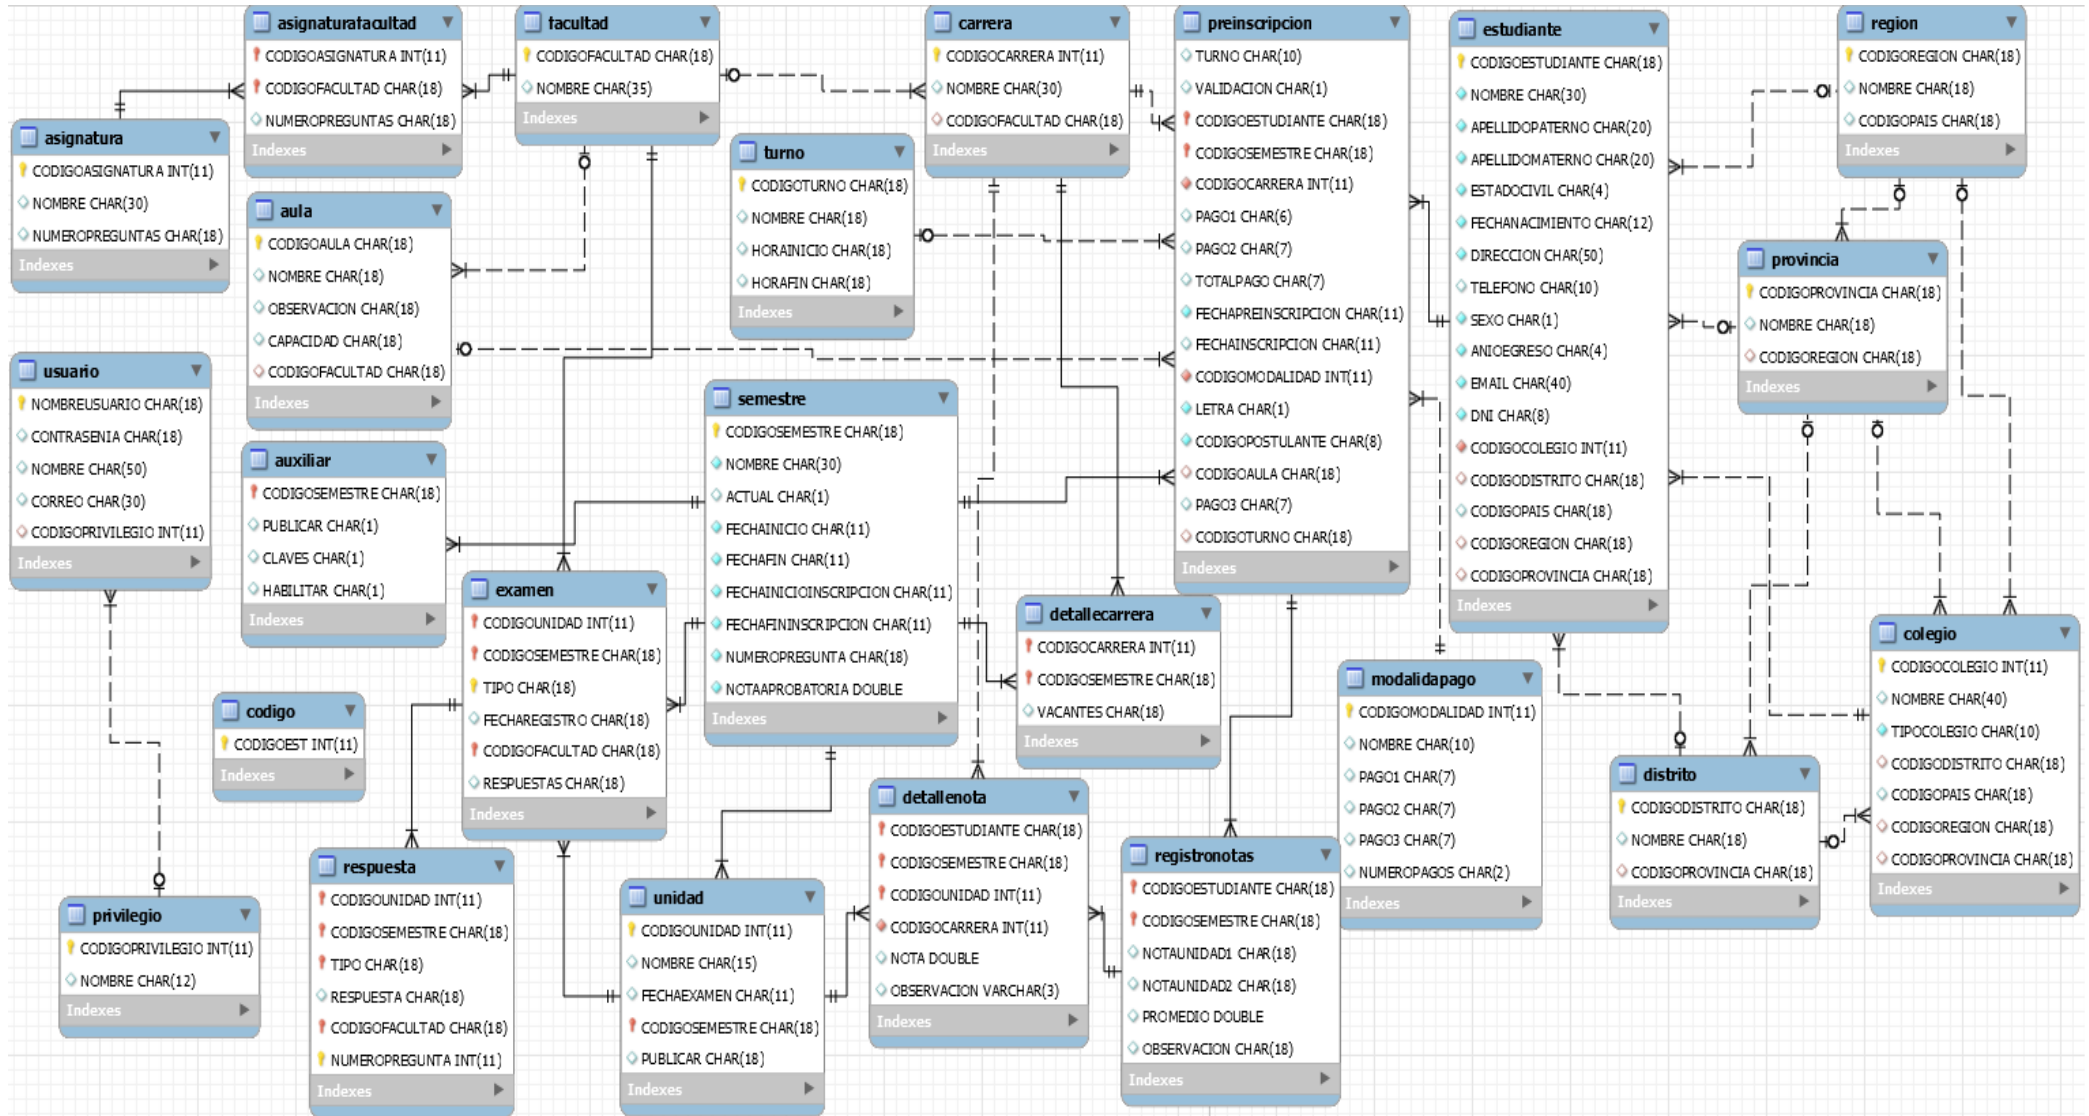 asignaturafacultad
CODIGOASIGNATURA INT(11)
CODIGOFACULTAD CHAR(18)
NUMEROPREGUNTAS CHAR(18)
Indexes
facultad
CODIGOFACULTAD CHAR(18)
NOMBRE CHAR(35)
Indexes
carrera
CODIGOCARRERA INT(11)
NOMBRE CHAR(30)
CODIGOFACULTAD CHAR(18)
Indexes
preinscripcion
TURNO CHAR(10)
VALIDACION CHAR(1)
CODIGOESTUDIANTE CHAR(18)
CODIGOSEMESTRE CHAR(18)
CODIGOCARRERA INT(11)
PAGO1 CHAR(6)
PAGO2 CHAR(7)
TOTALPAGO CHAR(7)
FECHAPREINSCRIPCION CHAR(11)
FECHAINSCRIPCION CHAR(11)
CODIGOMODALIDAD INT(11)
LETRA CHAR(1)
CODIGOPOSTULANTE CHAR(8)
CODIGOAULA CHAR(18)
PAGO3 CHAR(7)
CODIGOTURNO CHAR(18)
Indexes
estudiante
CODIGOESTUDIANTE CHAR(18)
NOMBRE CHAR(30)
APELLIDOPATERNO CHAR(20)
APELLIDOMATERNO CHAR(20)
ESTADOCIVIL CHAR(4)
FECHANACIMIENTO CHAR(12)
DIRECCION CHAR(50)
TELEFONO CHAR(10)
SEXO CHAR(1)
ANIOEGRESO CHAR(4)
EMAIL CHAR(40)
DNI CHAR(8)
CODIGOCOLEGIO INT(11)
CODIGODISTRITO CHAR(18)
CODIGOPAIS CHAR(18)
CODIGOREGION CHAR(18)
CODIGOPROVINCIA CHAR(18)
Indexes
region
CODIGOREGION CHAR(18)
NOMBRE CHAR(18)
CODIGOPAIS CHAR(18)
Indexes
asignatura
CODIGOASIGNATURA INT(11)
NOMBRE CHAR(30)
NUMEROPREGUNTAS CHAR(18)
Indexes
aula
CODIGOAULA CHAR(18)
NOMBRE CHAR(18)
OBSERVACION CHAR(18)
CAPACIDAD CHAR(18)
CODIGOFACULTAD CHAR(18)
Indexes
turno
CODIGOTURNO CHAR(18)
NOMBRE CHAR(18)
HORAINICIO CHAR(18)
HORAFIN CHAR(18)
Indexes
provincia
CODIGOPROVINCIA CHAR(18)
NOMBRE CHAR(18)
CODIGOREGION CHAR(18)
Indexes
usuario
NOMBREUSUARIO CHAR(18)
CONTRASENIA CHAR(18)
NOMBRE CHAR(50)
CORREO CHAR(30)
CODIGOPRIVILEGIO INT(11)
Indexes
auxiliar
CODIGOSEMESTRE CHAR(18)
PUBLICAR CHAR(1)
CLAVES CHAR(1)
HABILITAR CHAR(1)
Indexes
semestre
CODIGOSEMESTRE CHAR(18)
NOMBRE CHAR(30)
ACTUAL CHAR(1)
FECHAINICIO CHAR(11)
FECHAFIN CHAR(11)
FECHAINICIOINSCRIPCION CHAR(11)
FECHAFININSCRIPCION CHAR(11)
NUMEROPREGUNTA CHAR(18)
NOTAAPROBATORIA DOUBLE
Indexes
examen
CODIGOUNIDAD INT(11)
CODIGOSEMESTRE CHAR(18)
TIPO CHAR(18)
FECHAREGISTRO CHAR(18)
CODIGOFACULTAD CHAR(18)
RESPUESTAS CHAR(18)
Indexes
detallecarrera
CODIGOCARRERA INT(11)
CODIGOSEMESTRE CHAR(18)
VACANTES CHAR(18)
Indexes
modalidapago
CODIGOMODALIDAD INT(11)
NOMBRE CHAR(10)
PAGO1 CHAR(7)
PAGO2 CHAR(7)
PAGO3 CHAR(7)
NUMEROPAGOS CHAR(2)
Indexes
colegio
CODIGOCOLEGIO INT(11)
NOMBRE CHAR(40)
TIPOCOLEGIO CHAR(10)
CODIGODISTRITO CHAR(18)
CODIGOPAIS CHAR(18)
CODIGOREGION CHAR(18)
CODIGOPROVINCIA CHAR(18)
Indexes
codigo
CODIGOEST INT(11)
Indexes
distrito
CODIGODISTRITO CHAR(18)
NOMBRE CHAR(18)
CODIGOPROVINCIA CHAR(18)
Indexes
detallenota
CODIGOESTUDIANTE CHAR(18)
CODIGOSEMESTRE CHAR(18)
CODIGOUNIDAD INT(11)
CODIGOCARRERA INT(11)
NOTA DOUBLE
OBSERVACION VARCHAR(3)
Indexes
registronotas
CODIGOESTUDIANTE CHAR(18)
CODIGOSEMESTRE CHAR(18)
NOTAUNIDAD1 CHAR(18)
NOTAUNIDAD2 CHAR(18)
PROMEDIO DOUBLE
OBSERVACION CHAR(18)
Indexes
respuesta
CODIGOUNIDAD INT(11)
CODIGOSEMESTRE CHAR(18)
TIPO CHAR(18)
RESPUESTA CHAR(18)
CODIGOFACULTAD CHAR(18)
NUMEROPREGUNTA INT(11)
Indexes
unidad
CODIGOUNIDAD INT(11)
NOMBRE CHAR(15)
FECHAEXAMEN CHAR(11)
CODIGOSEMESTRE CHAR(18)
PUBLICAR CHAR(18)
Indexes
privilegio
CODIGOPRIVILEGIO INT(11)
NOMBRE CHAR(12)
Indexes